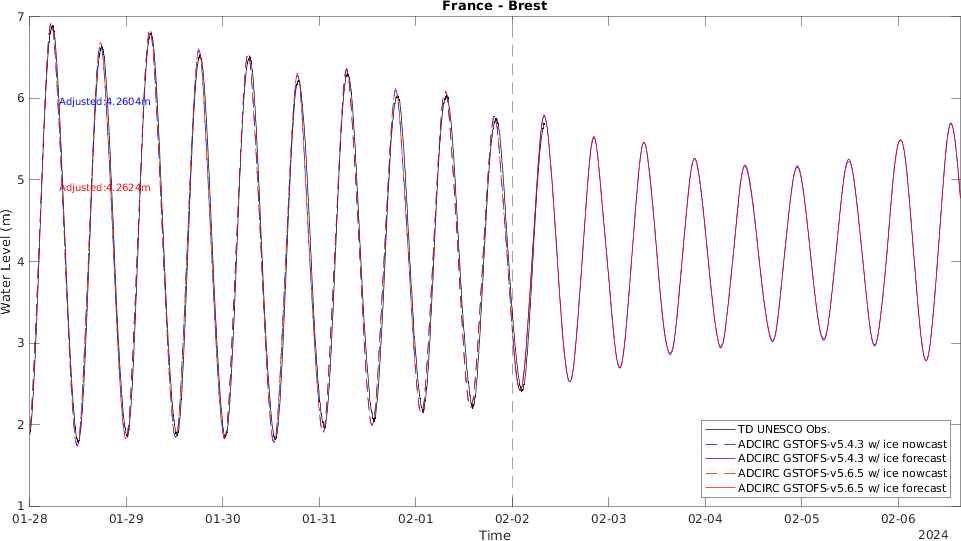 France - Brest
7
6
5
4
3
2
1
Water Level (m)
Adjusted:4.2604m
Adjusted:4.2624m
TD UNESCO Obs.
ADCIRC GSTOFS-v5.4.3 w/ ice nowcast
ADCIRC GSTOFS-v5.4.3 w/ ice forecast
ADCIRC GSTOFS-v5.6.5 w/ ice nowcast
ADCIRC GSTOFS-v5.6.5 w/ ice forecast
01-28 01-29 01-30 01-31 02-01 02-02 02-03 02-04 02-05 02-06
Time
2024